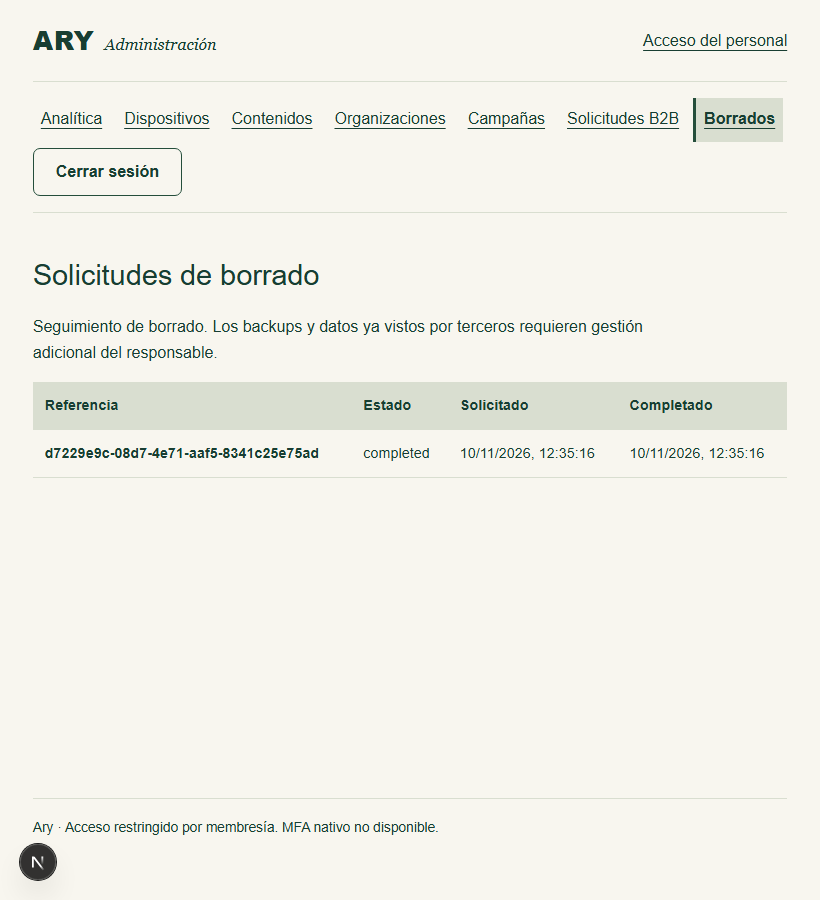 ARY Administración
Acceso del personal
Analítica Dispositivos Contenidos Organizaciones Campañas Solicitudes B2B Borrados
Cerrar sesión
Solicitudes de borrado
Seguimiento de borrado. Los backups y datos ya vistos por terceros requieren gestión
adicional del responsable.
Referencia Estado Solicitado Completado
d7229e9c-08d7-4e71-aaf5-8341c25e75ad completed 10/11/2026, 12:35:16 10/11/2026, 12:35:16
Ary · Acceso restringido por membresía. MFA nativo no disponible.
N